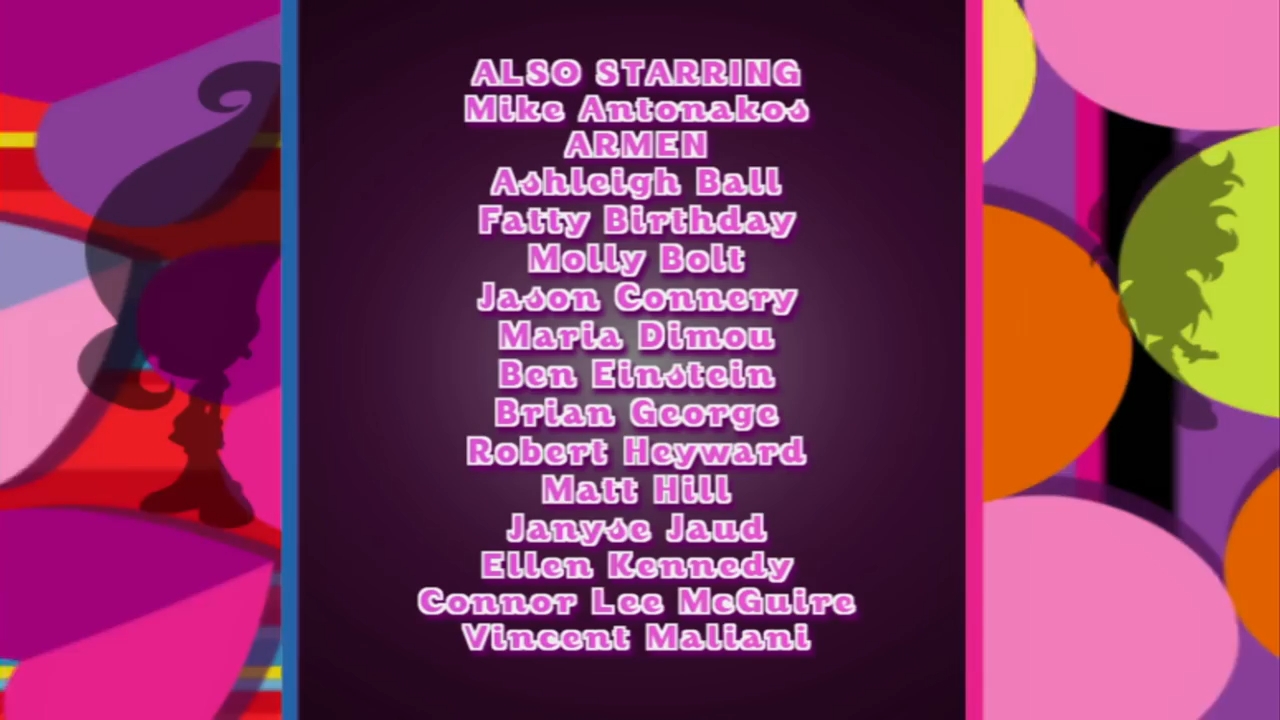 ALSO STARRING
Mike Antonakos
ARMEN
Ashleigh Ball
Fatty Birthday
Molly Bolt
Jason Connery
Maria Dimou
Ben Einstein
Brian George
Robert Heyward
Matt Hill
Janyse Jaud
Ellen Kennedy
Connor Lee McGuire
Vincent Maliani